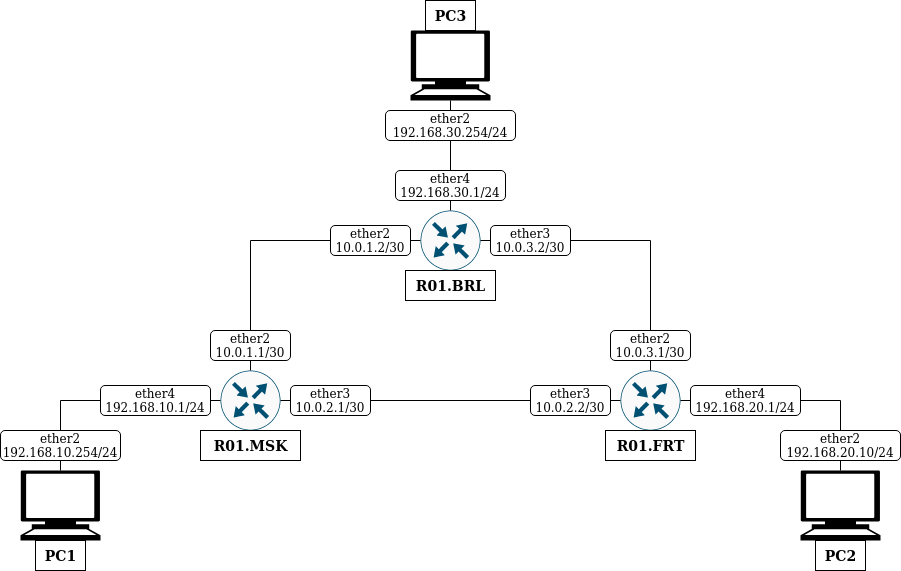 PC3
ether2
192.168.30.254/24
ether4
192.168.30.1/24
ether2
10.0.1.2/30
ether3
10.0.3.2/30
R01.BRL
ether2
10.0.1.1/30
ether2
10.0.3.1/30
ether4
192.168.10.1/24
ether3
10.0.2.1/30
ether3
10.0.2.2/30
ether4
192.168.20.1/24
R01.MSK
R01.FRT
ether2
192.168.10.254/24
ether2
192.168.20.10/24
PC1
PC2